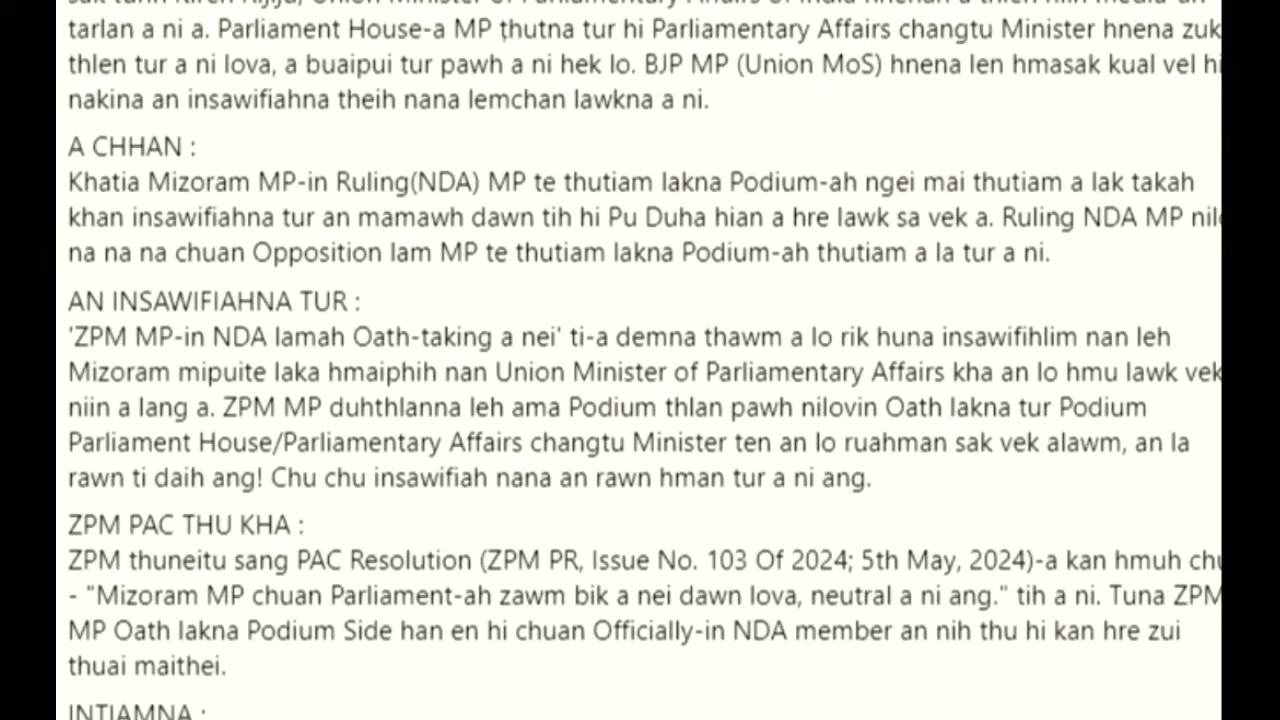 tarlan a ni a. Parliament House-a MP ṭhutna tur hi Parliamentary Affairs changtu Minister hnena zuk
thlen tur a ni lova, a buaipui tur pawh a ni hek lo. BJP MP (Union MoS) hnena len hmasak kual vel hi
nakina an insawifiahna theih nana lemchan lawkna a ni.
A CHHAN :
Khatia Mizoram MP-in Ruling(NDA) MP te thutiam lakna Podium-ah ngei mai thutiam a lak takah
khan insawifiahna tur an mamawh dawn tih hi Pu Duha hian a hre lawk sa vek a. Ruling NDA MP
na na na chuan Opposition lam MP te thutiam lakna Podium-ah thutiam a la tur a ni.
AN INSAWIFIAHNA TUR :
'ZPM MP-in NDA lamah Oath-taking a nei' ti-a demna thawm a lo rik huna insawifihlim nan leh
Mizoram mipuite laka hmaiphih nan Union Minister of Parliamentary Affairs kha an lo hmu lawk vek
niin a lang a. ZPM MP duhthlanna leh ama Podium thlan pawh nilovin Oath lakna tur Podium
Parliament House/Parliamentary Affairs changtu Minister ten an lo ruahman sak vek alawm, an la
rawn ti daih ang! Chu chu insawifiah nana an rawn hman tur a ni ang.
ZPM PAC THU KHA :
ZPM thuneitu sang PAC Resolution (ZPM PR, Issue No. 103 Of 2024; 5th May, 2024)-a kan hmuh chu
- "Mizoram MP chuan Parliament-ah zawm bik a nei dawn lova, neutral a ni ang." tih a ni. Tuna ZPM
MP Oath lakna Podium Side han en hi chuan Officially-in NDA member an nih thu hi kan hre zui
thuai maithei.
INTIAMNA :